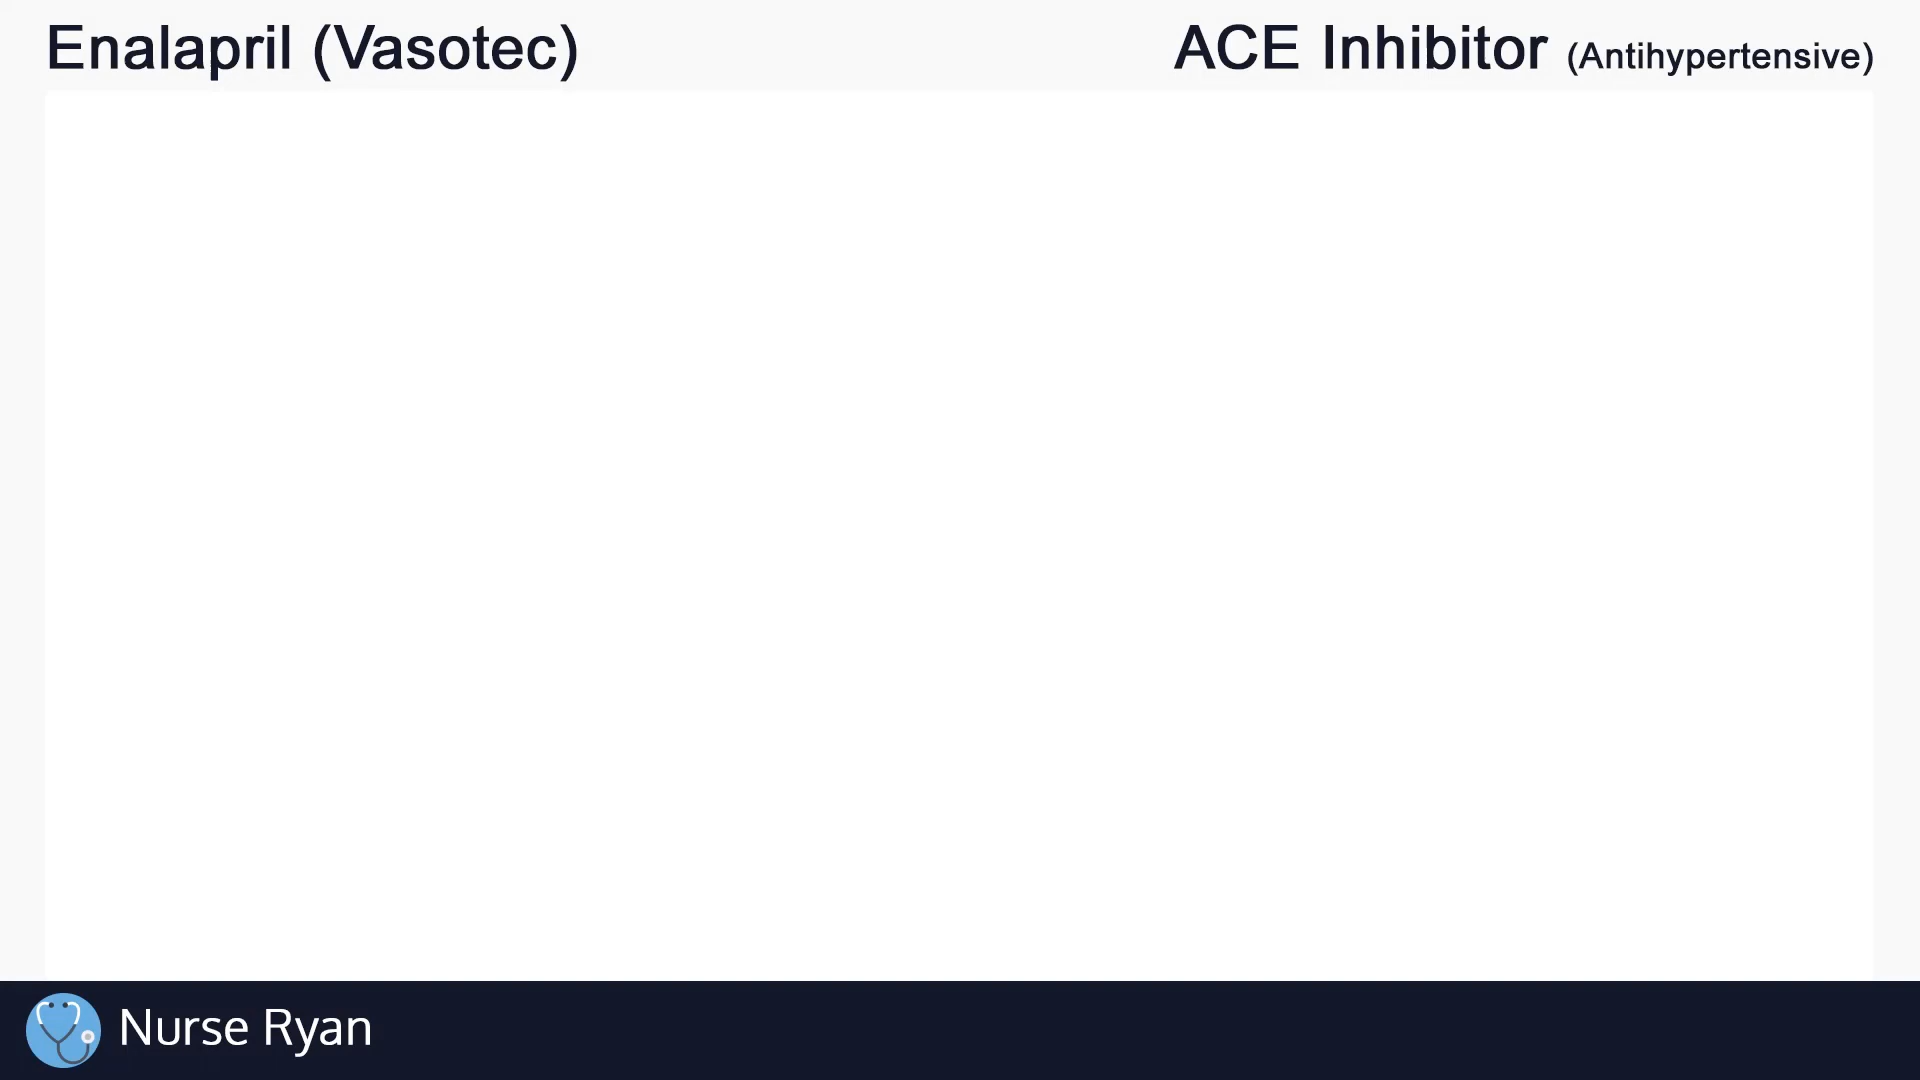 Enalapril (Vasotec)
ACE Inhibitor (Antihypertensive)
Nurse Ryan